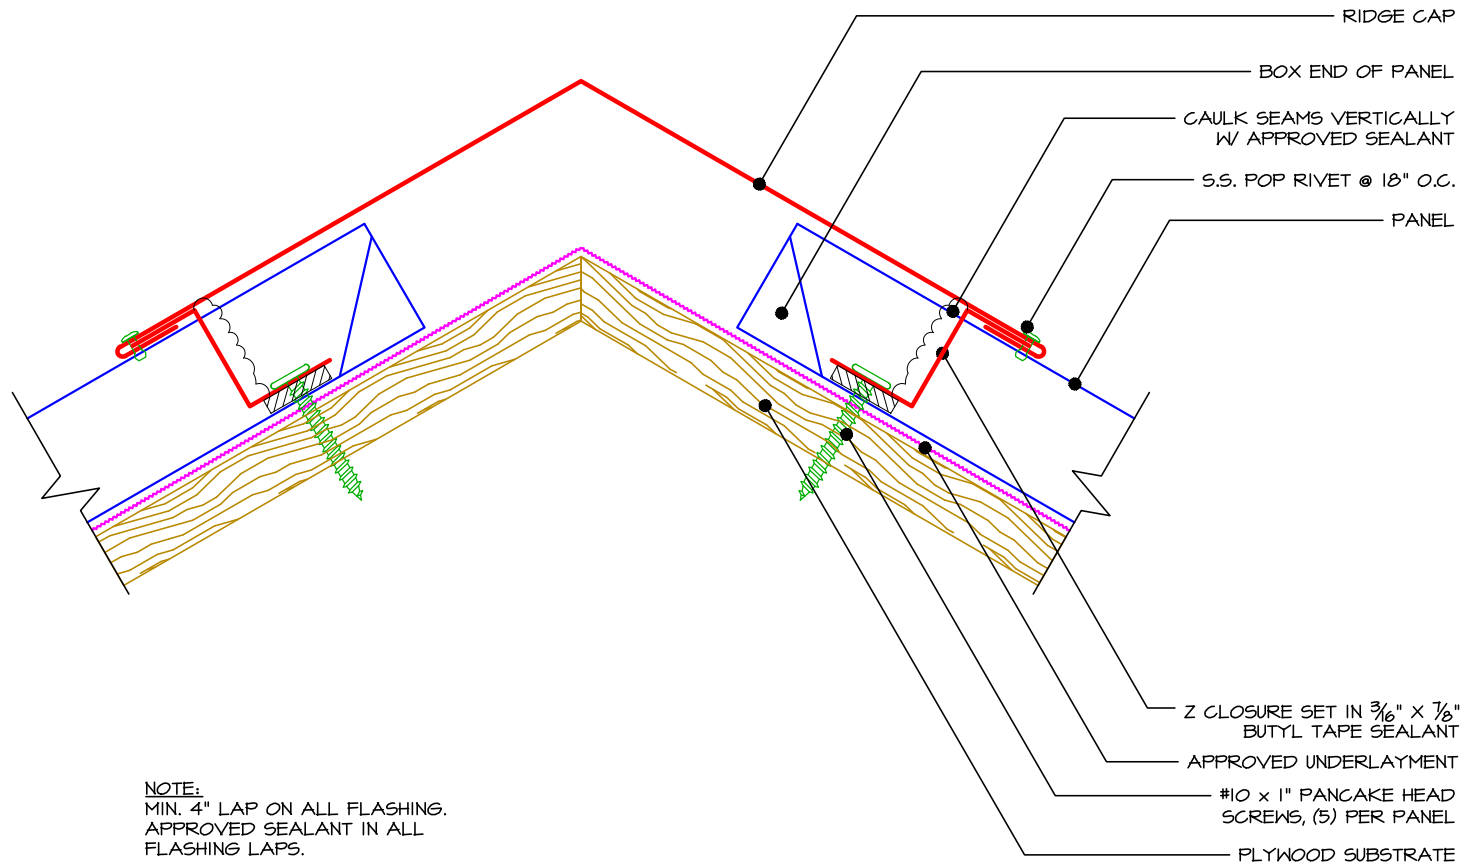 RIDGE CAP
BOX END OF PANEL
CAULK SEAMS VERTICALLY
W/ APPROVED SEALANT
S.S. POP RIVET @ 18" O.C.
PANEL
Z CLOSURE SET IN 3/16" X 7/8"
BUTYL TAPE SEALANT
APPROVED UNDERLAYMENT
#10 x 1" PANCAKE HEAD
SCREWS, (5) PER PANEL
PLYWOOD SUBSTRATE
NOTE:
MIN. 4" LAP ON ALL FLASHING.
APPROVED SEALANT IN ALL
FLASHING LAPS.